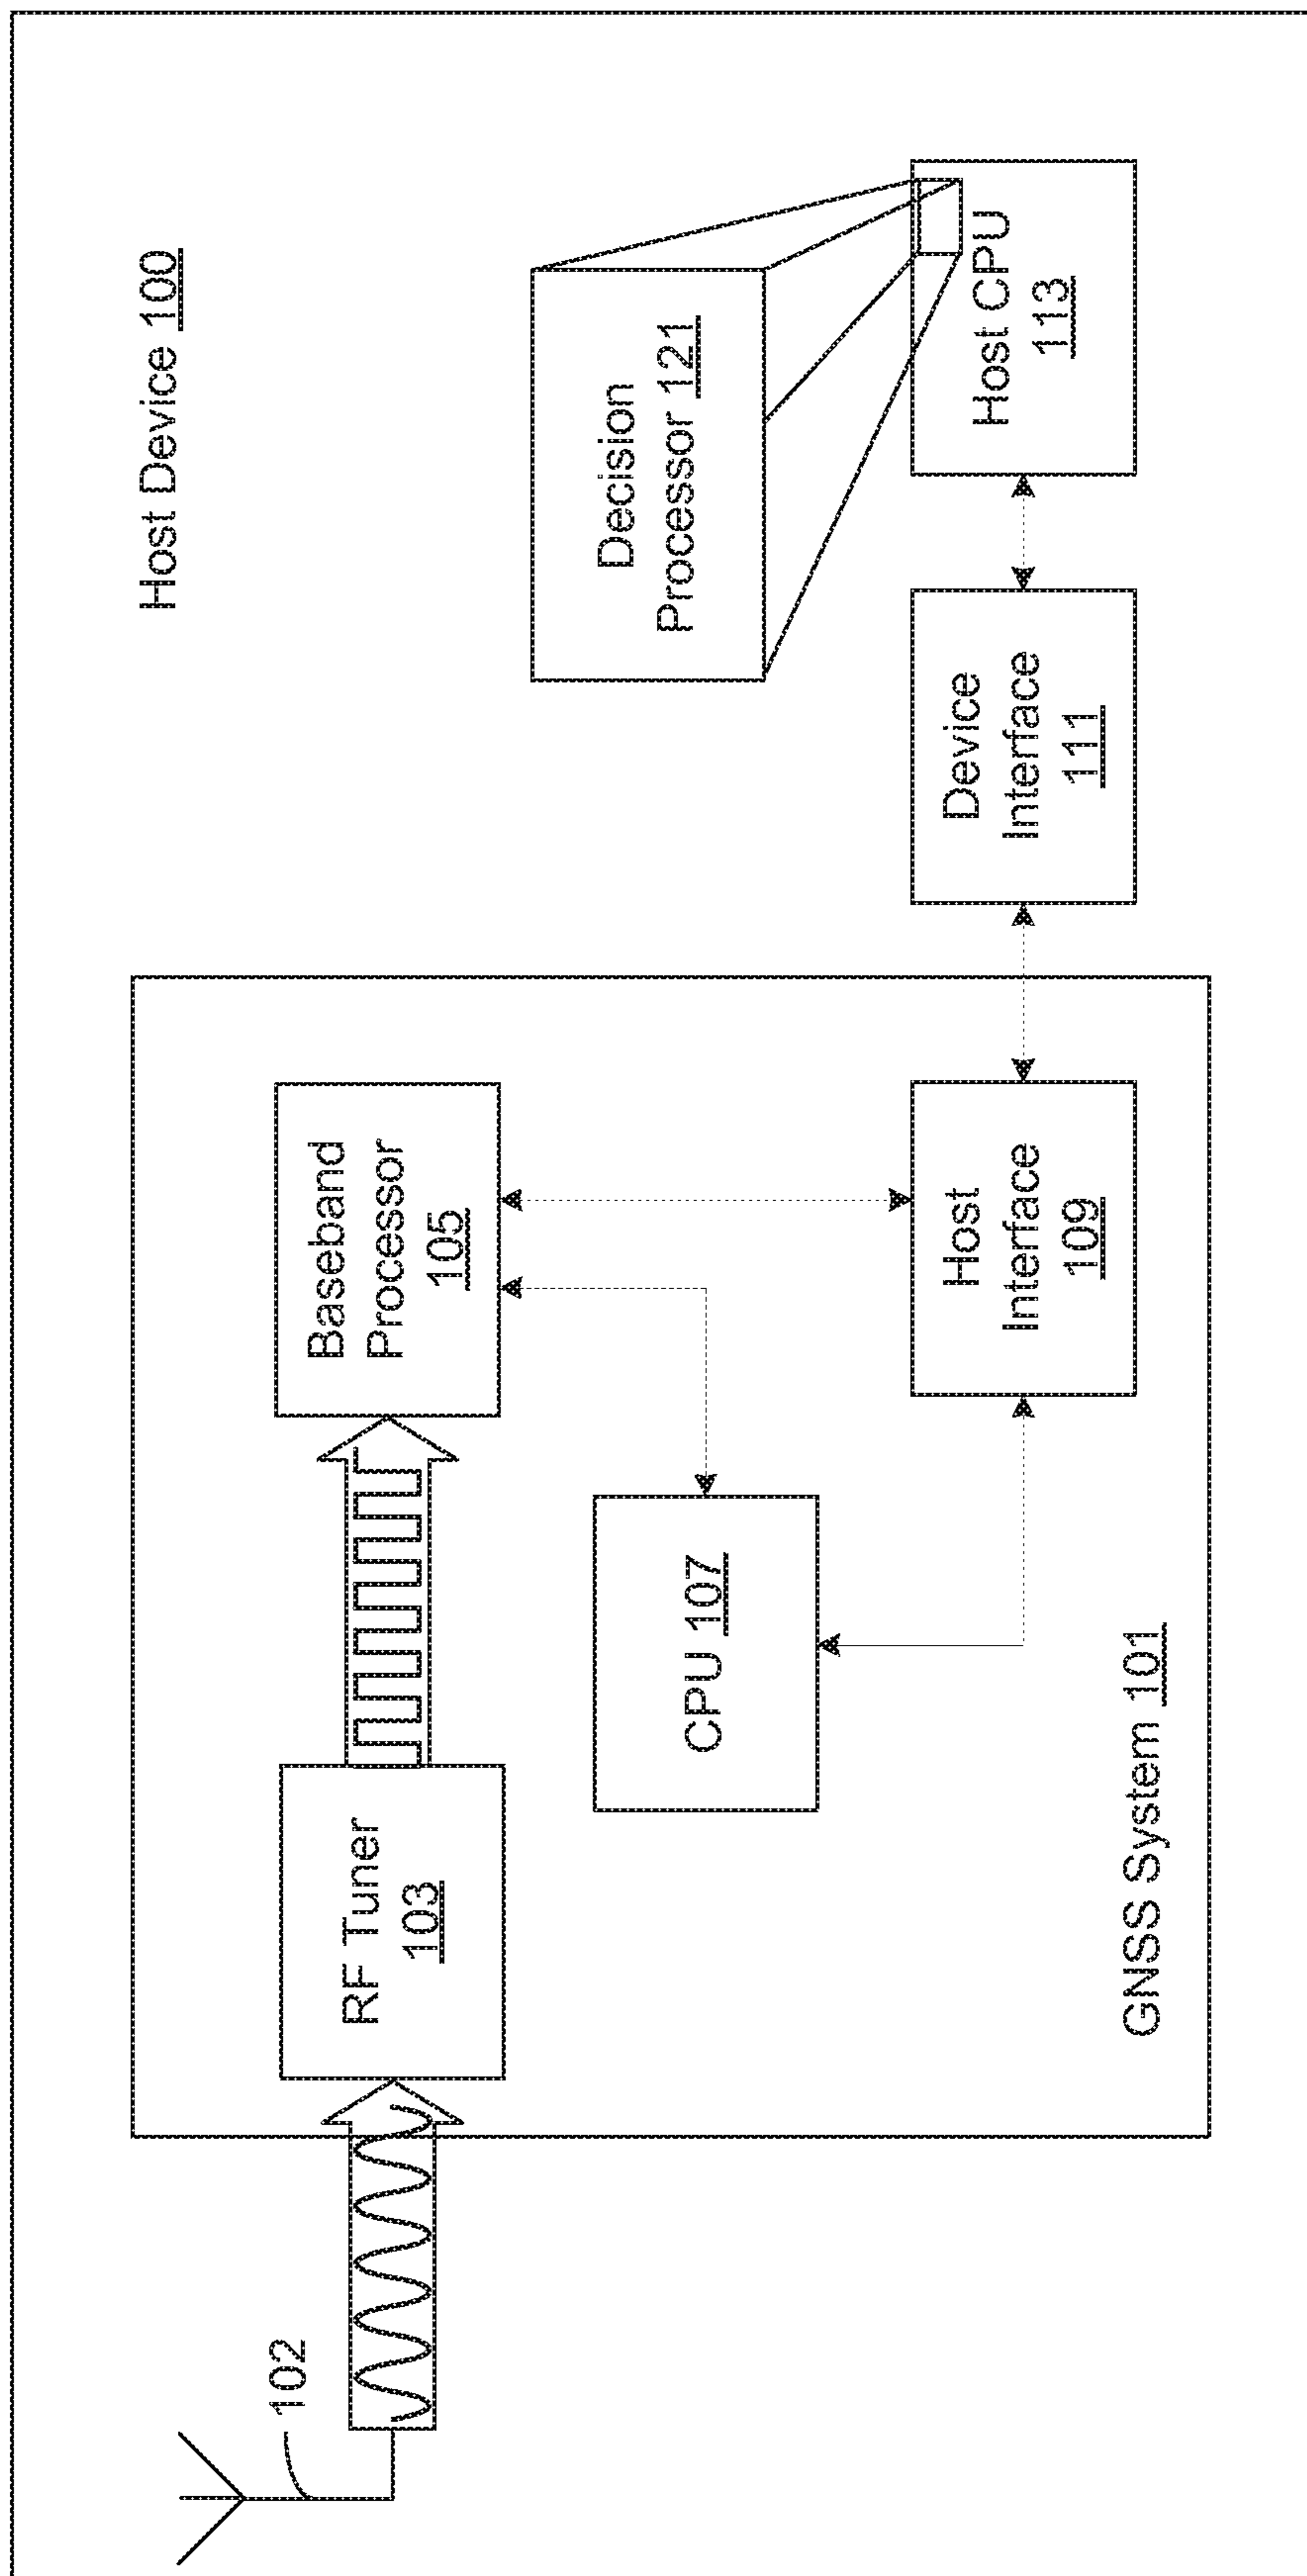 Host Device 100
102
RF Tuner
103
Baseband
Processor
105
Decision
Processor 121
CPU 107
Host
Interface
109
Device
Interface
111
Host CPU
113
GNSS System 101